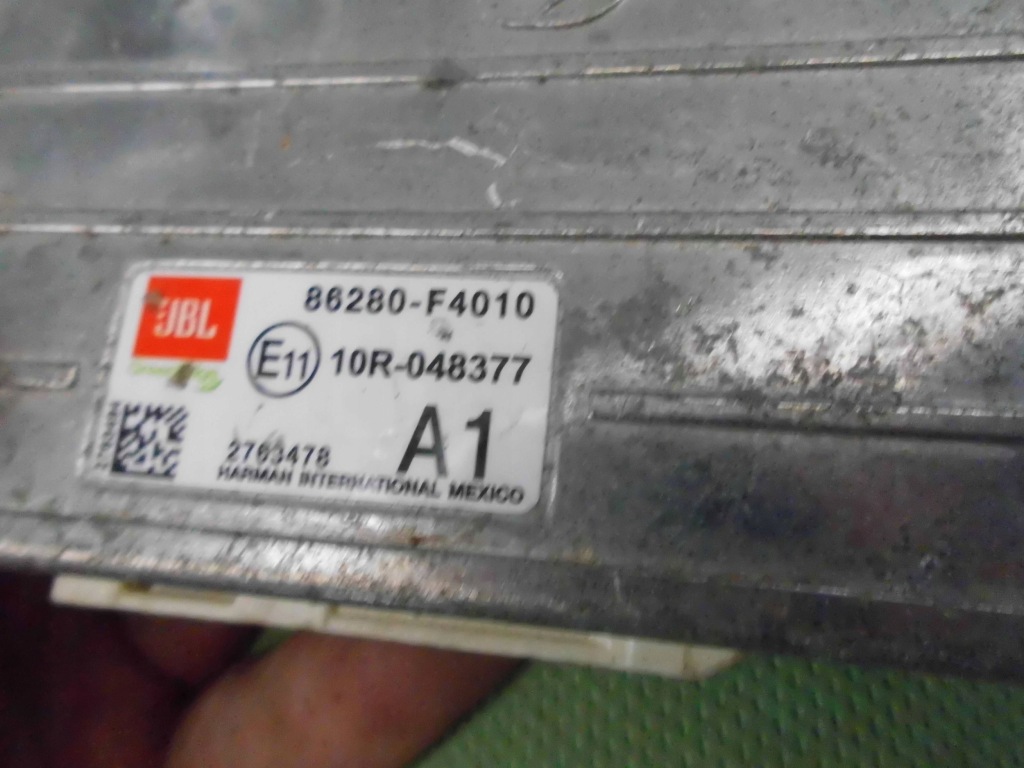 JBL
86280-F4010
E11 10R-048377
A1
2763478
HARMAN INTERNATIONAL MEXICO